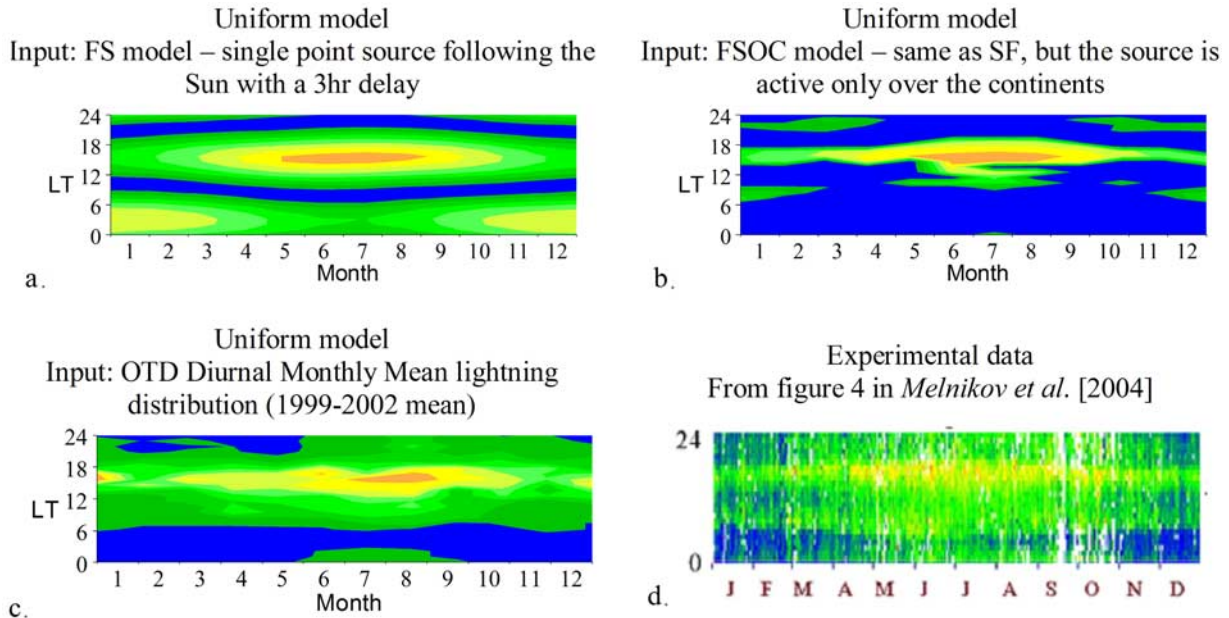 Uniform model
Input: FS model – single point source following the
Sun with a 3hr delay
24
18
LT 12
6
0
1 2 3 4 5 6 7 8 9 10 11 12
Month
a.
Uniform model
Input: FSOC model – same as SF, but the source is
active only over the continents
24
18
LT 12
6
0
1 2 3 4 5 6 7 8 9 10 11 12
Month
b.
Uniform model
Input: OTD Diurnal Monthly Mean lightning
distribution (1999-2002 mean)
24
18
LT 12
6
0
1 2 3 4 5 6 7 8 9 10 11 12
Month
c.
Experimental data
From figure 4 in Melnikov et al. [2004]
24
0
J F M A M J J A S O N D
d.